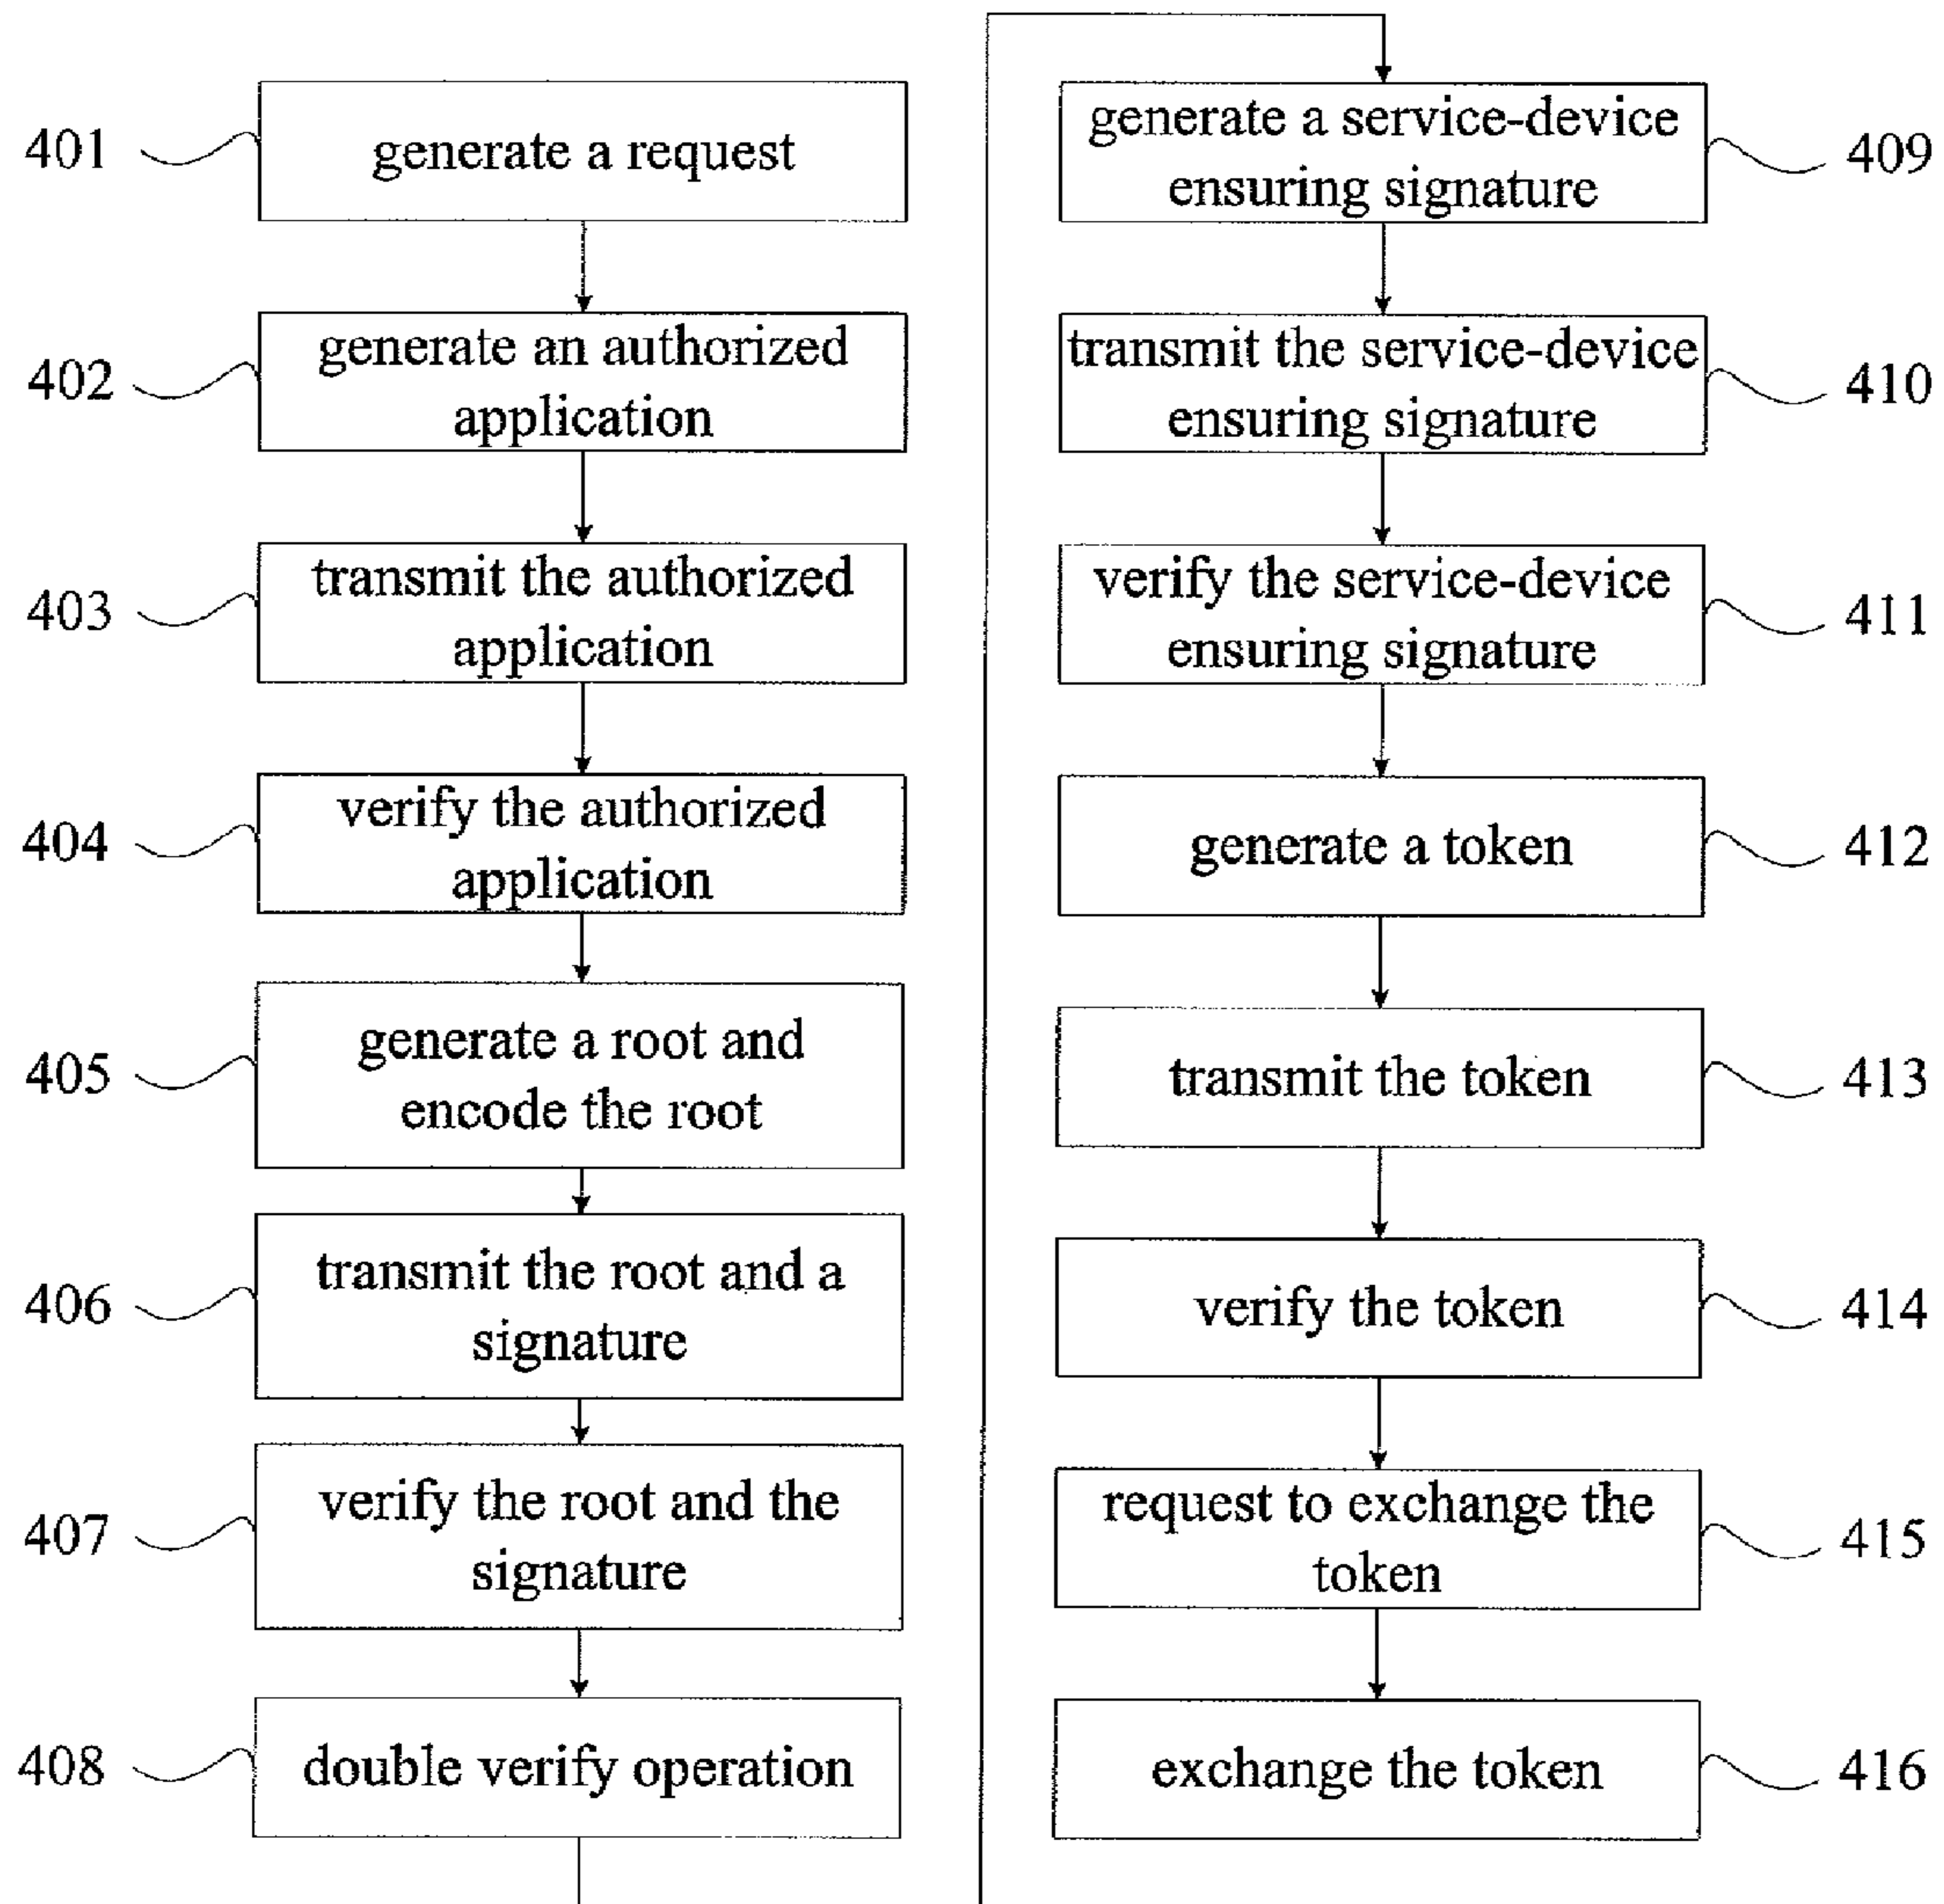 401
generate a request
402
generate an authorized
application
403
transmit the authorized
application
404
verify the authorized
application
405
generate a root and
encode the root
406
transmit the root and a
signature
407
verify the root and the
signature
408
double verify operation
generate a service-device
ensuring signature
409
transmit the service-device
ensuring signature
410
verify the service-device
ensuring signature
411
generate a token
412
transmit the token
413
verify the token
414
request to exchange the
token
415
exchange the token
416